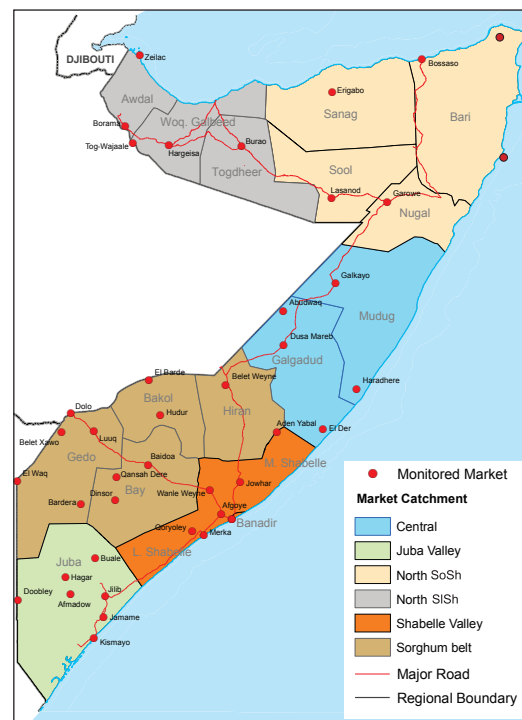 DJIBOUTI
Zeilac
Bossaso
Awdal
Erigabo
Sanag
Borama
Woq. Galbeed
Bari
Tog-Wajaale
Hargeisa
Burao
Togdheer
Sool
Lasanod
Garowe
Nugal
Galkayo
Abudwaq
Mudug
Dusa Mareb
Galgadud
El Barde
Belet Weyne
Haradhere
Bakol
Dolo
Hudur
Hiran
Aden Yabal
El Der
Belet Xawo
Luuq
Gedo
Baidoa
M. Shabelle
El Waq
Qansah Dere
Bay
Dinsor
Wanle Weyne
Jowhar
Bardera
Afgoye
Banadir
Qoryoley
Merka
L. Shabelle
Juba
Buale
Hagar
Doobley
Afmadow
Jilib
Jamame
Kismayo
Monitored Market
Market Catchment
Central
Juba Valley
North SoSh
North SlSh
Shabelle Valley
Sorghum belt
Major Road
Regional Boundary